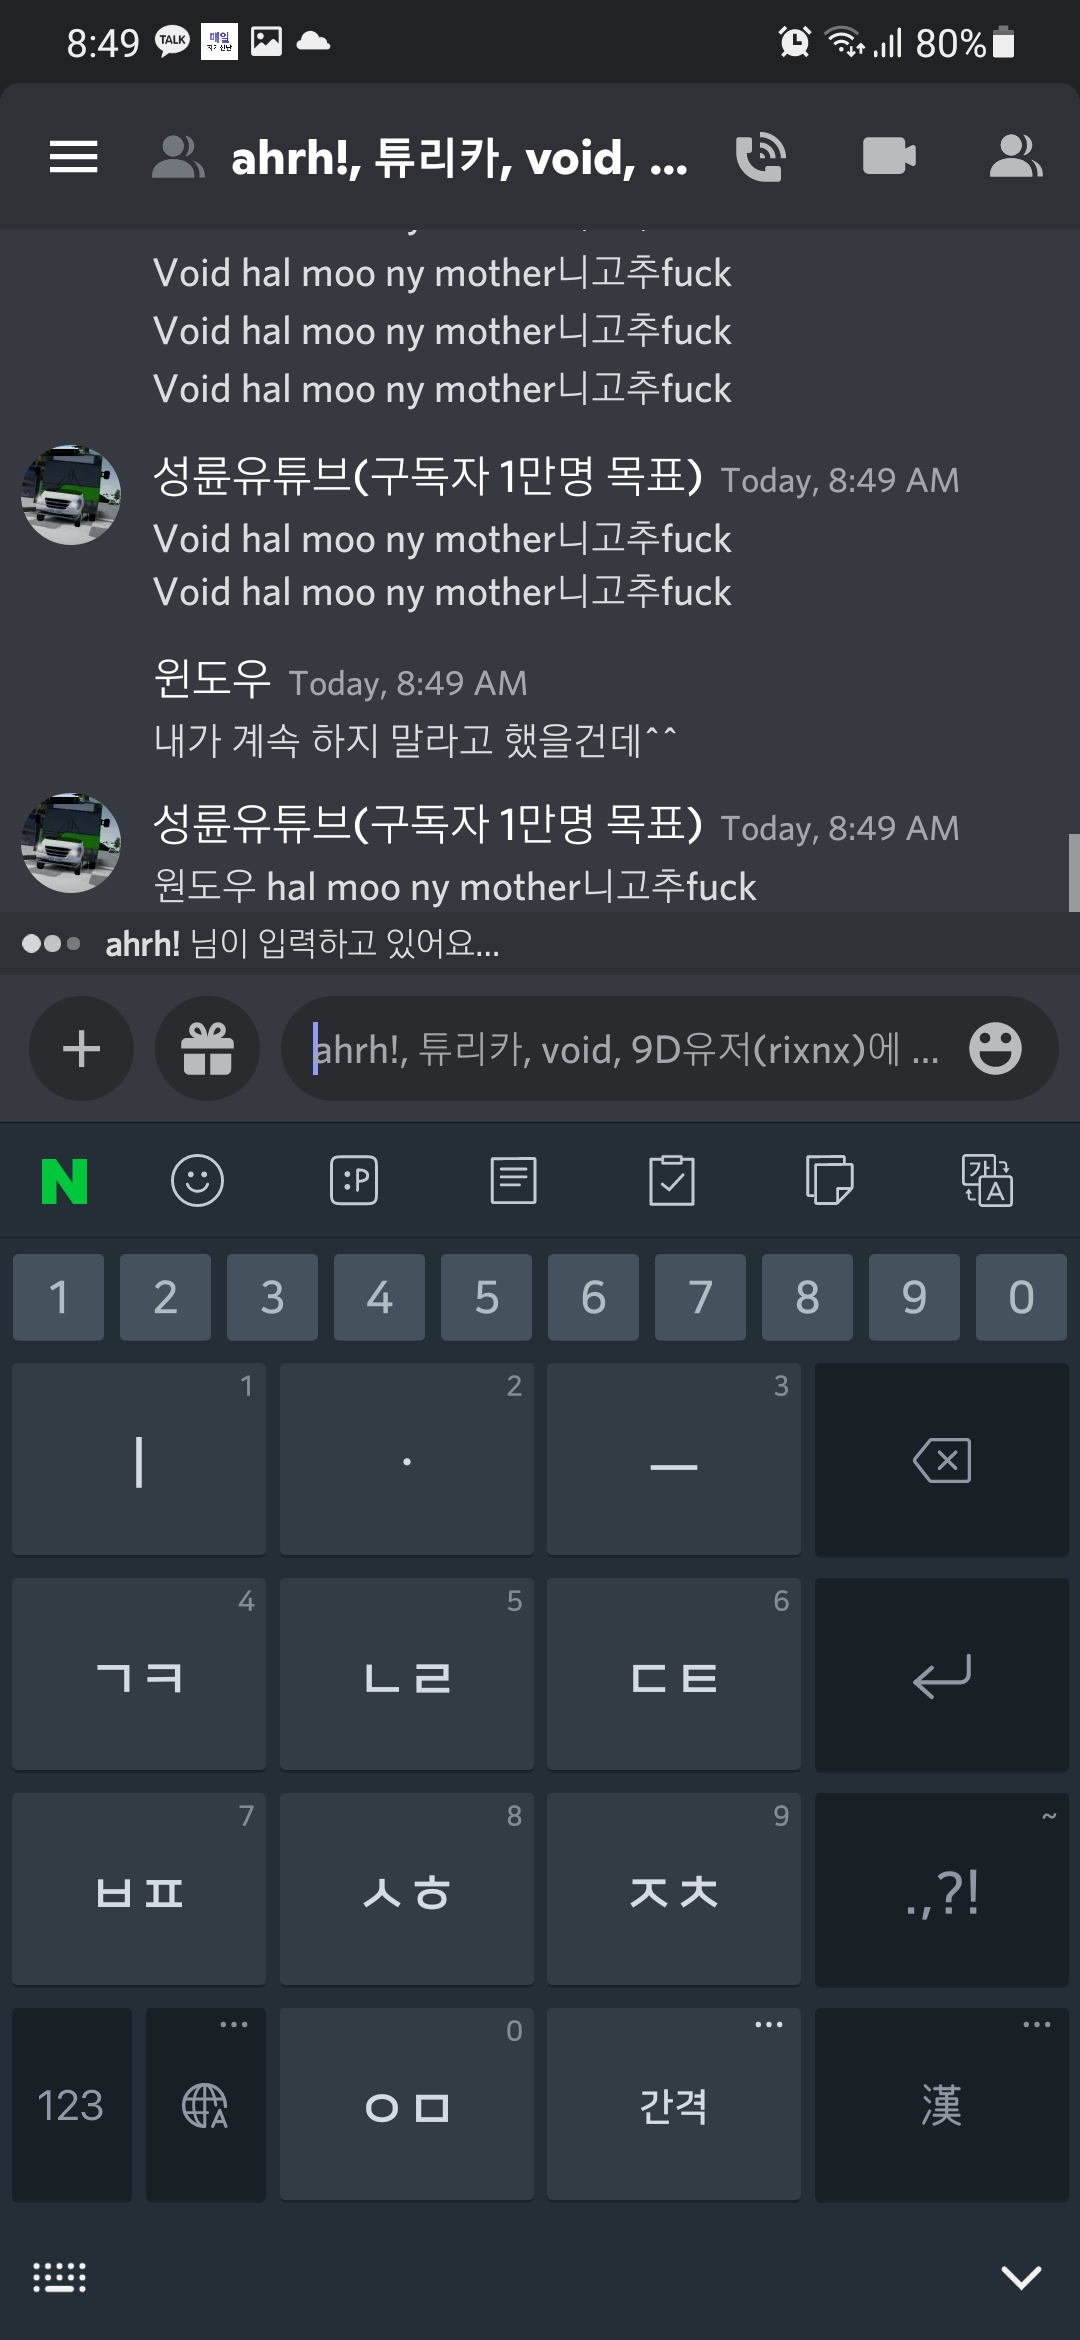 8:49 TALK 매일 80%
ahrh!, 튜리카, void, ...
Void hal moo ny mother니고추fuck
Void hal moo ny mother니고추fuck
Void hal moo ny mother니고추fuck
성륜유튜브(구독자 1만명 목표) Today, 8:49 AM
Void hal moo ny mother니고추fuck
Void hal moo ny mother니고추fuck
윈도우 Today, 8:49 AM
내가 계속 하지 말라고 했을건데^^
성륜유튜브(구독자 1만명 목표) Today, 8:49 AM
원도우 hal moo ny mother니고추fuck
ahrh! 님이 입력하고 있어요...
ahrh!, 튜리카, void, 9D유저(rixnx)에 ...
N :P 가 A
1 2 3 4 5 6 7 8 9 0
1 2 3
ㅣ · ㅡ
4 5 6
ㄱㅋ ㄴㄹ ㄷㅌ
7 8 9 ~
ㅂㅍ ㅅㅎ ㅈㅊ .,?!
... 0 ... ...
123 A ㅇㅁ 간격 漢